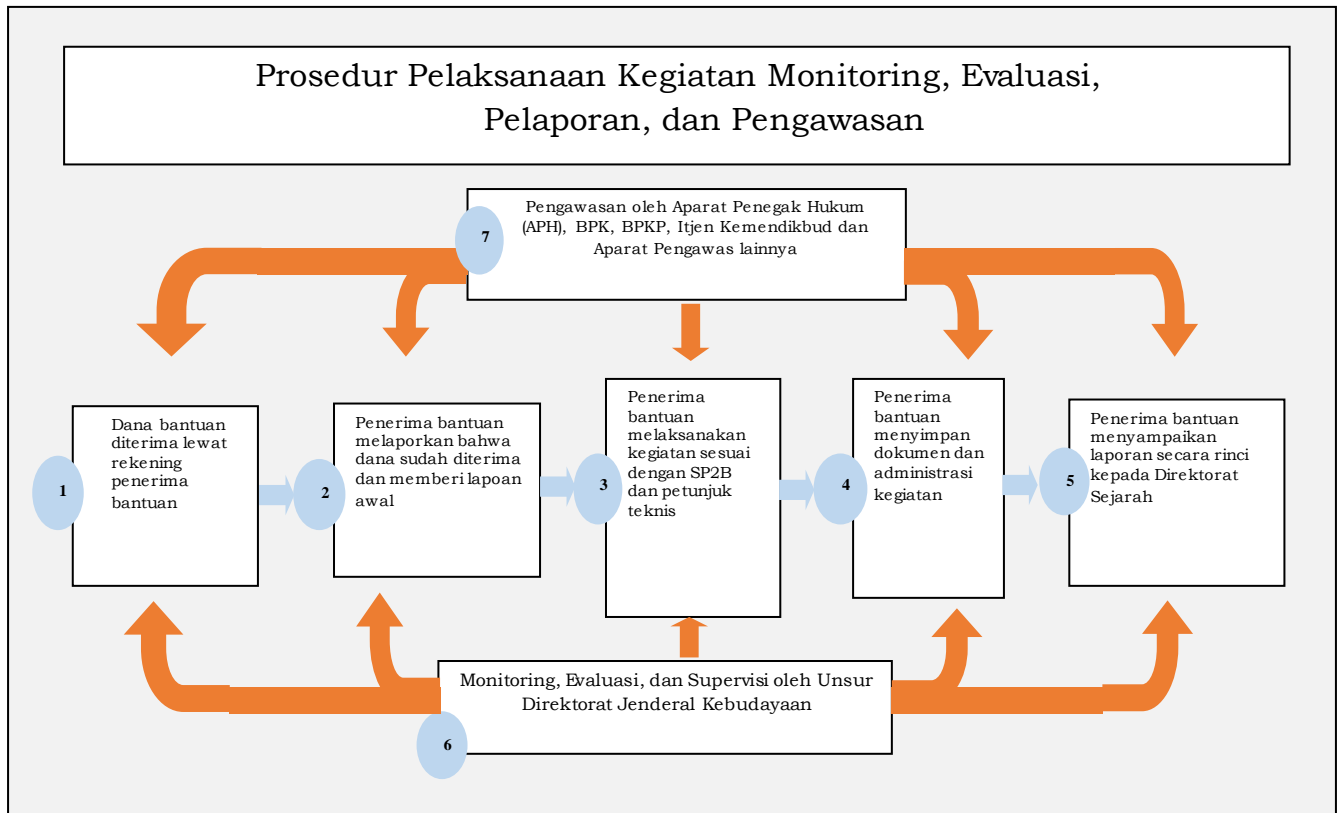 Prosedur Pelaksanaan Kegiatan Monitoring, Evaluasi,
Pelaporan, dan Pengawasan
Pengawasan oleh Aparat Penegak Hukum
(APH), BPK, BPKP, Itjen Kemendikbud dan
Aparat Pengawas lainnya
7
Dana bantuan
diterima lewat
rekening
penerima
bantuan
1
Penerima bantuan
melaporkan bahwa
dana sudah diterima
dan memberi lapoan
awal
2
Penerima
bantuan
melaksanakan
kegiatan sesuai
dengan SP2B
dan petunjuk
teknis
3
Penerima
bantuan
menyimpan
dokumen dan
administrasi
kegiatan
4
Penerima bantuan
menyampaikan
laporan secara rinci
kepada Direktorat
Sejarah
5
Monitoring, Evaluasi, dan Supervisi oleh Unsur
Direktorat Jenderal Kebudayaan
6